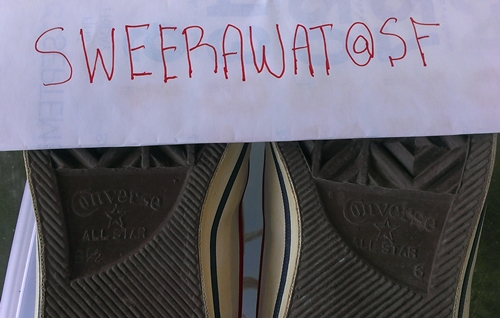 SWEERAWAT@SF
Converse
ALL STAR
Converse
ALL STAR
6